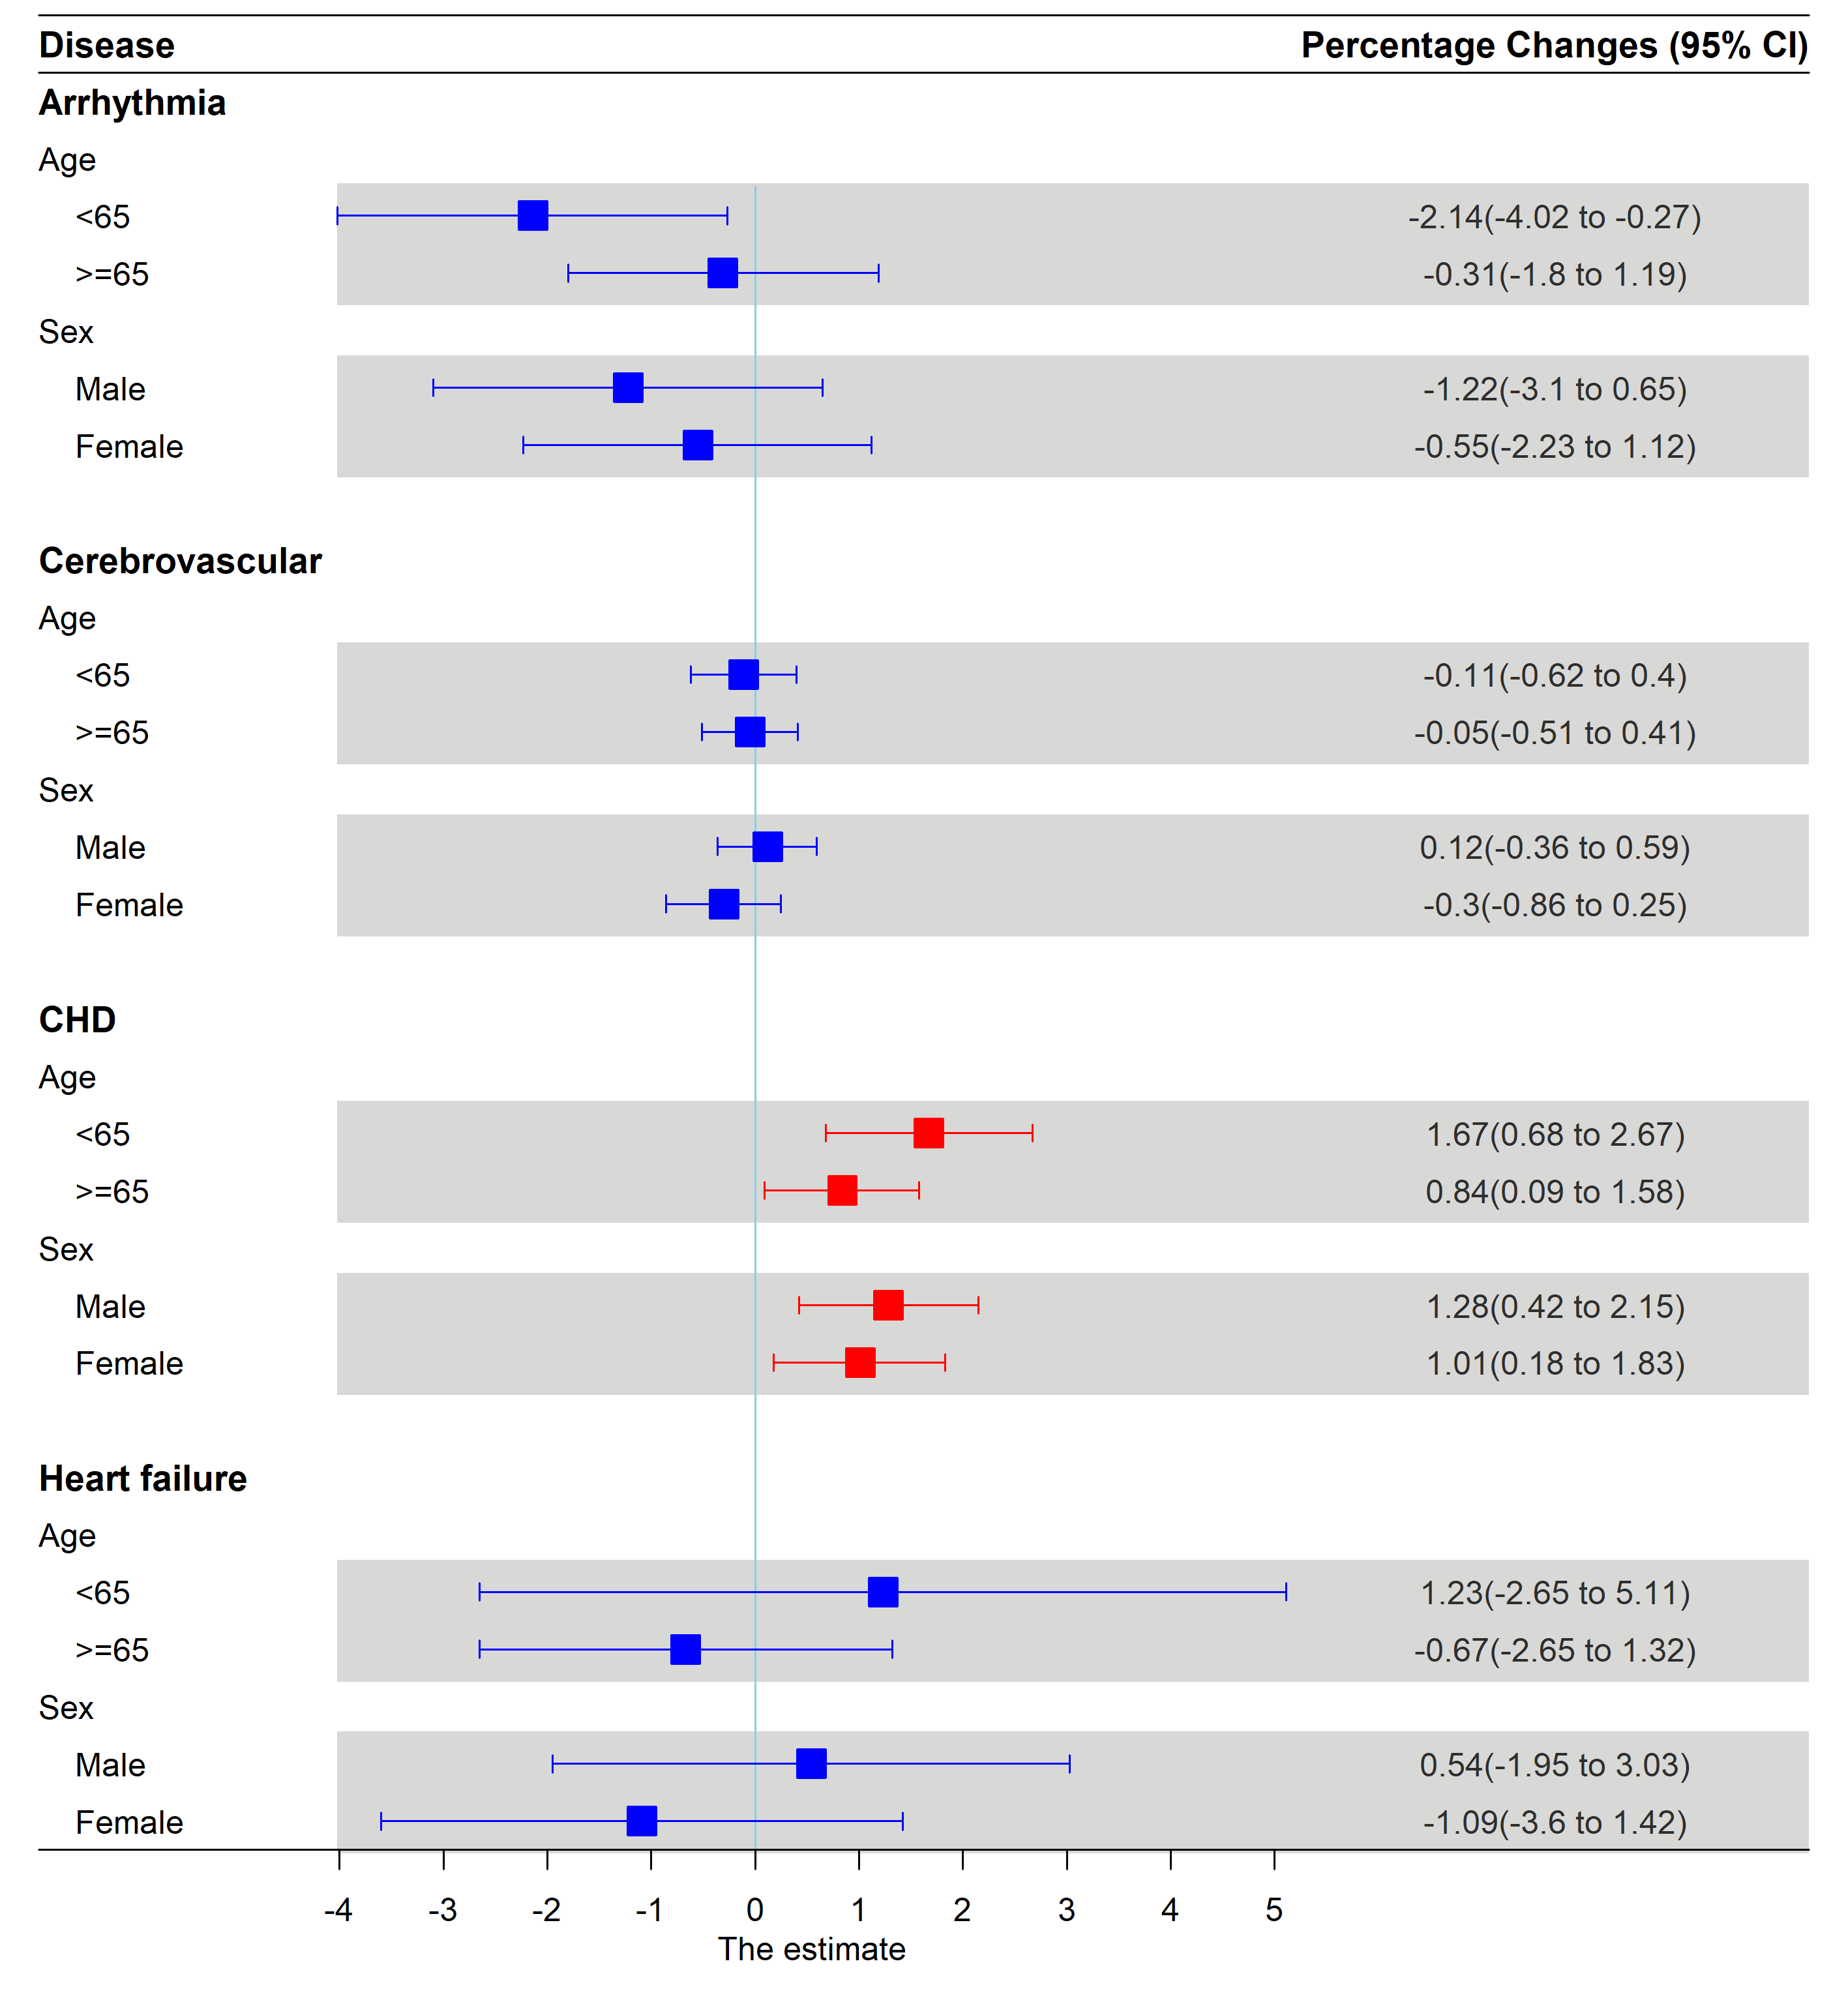 Disease Percentage Changes (95% CI)
Arrhythmia
Age
<65 -2.14(-4.02 to -0.27)
>=65 -0.31(-1.8 to 1.19)
Sex
Male -1.22(-3.1 to 0.65)
Female -0.55(-2.23 to 1.12)
Cerebrovascular
Age
<65 -0.11(-0.62 to 0.4)
>=65 -0.05(-0.51 to 0.41)
Sex
Male 0.12(-0.36 to 0.59)
Female -0.3(-0.86 to 0.25)
CHD
Age
<65 1.67(0.68 to 2.67)
>=65 0.84(0.09 to 1.58)
Sex
Male 1.28(0.42 to 2.15)
Female 1.01(0.18 to 1.83)
Heart failure
Age
<65 1.23(-2.65 to 5.11)
>=65 -0.67(-2.65 to 1.32)
Sex
Male 0.54(-1.95 to 3.03)
Female -1.09(-3.6 to 1.42)
-4 -3 -2 -1 0 1 2 3 4 5
The estimate